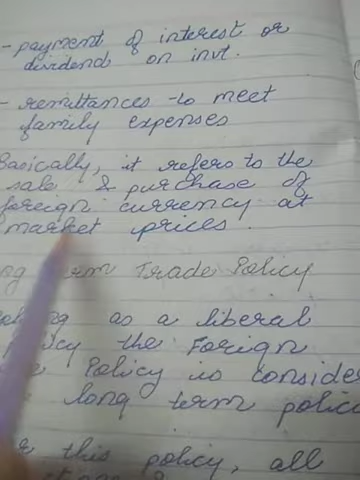 - payment of interest or
dividend on invt.
- remittances to meet
family expenses
Basically, it refers to the
sale & purchase of
foreign currency at
market prices.
Term Trade Policy
as a liberal
the Foreign
Policy is
long term
this policy, all